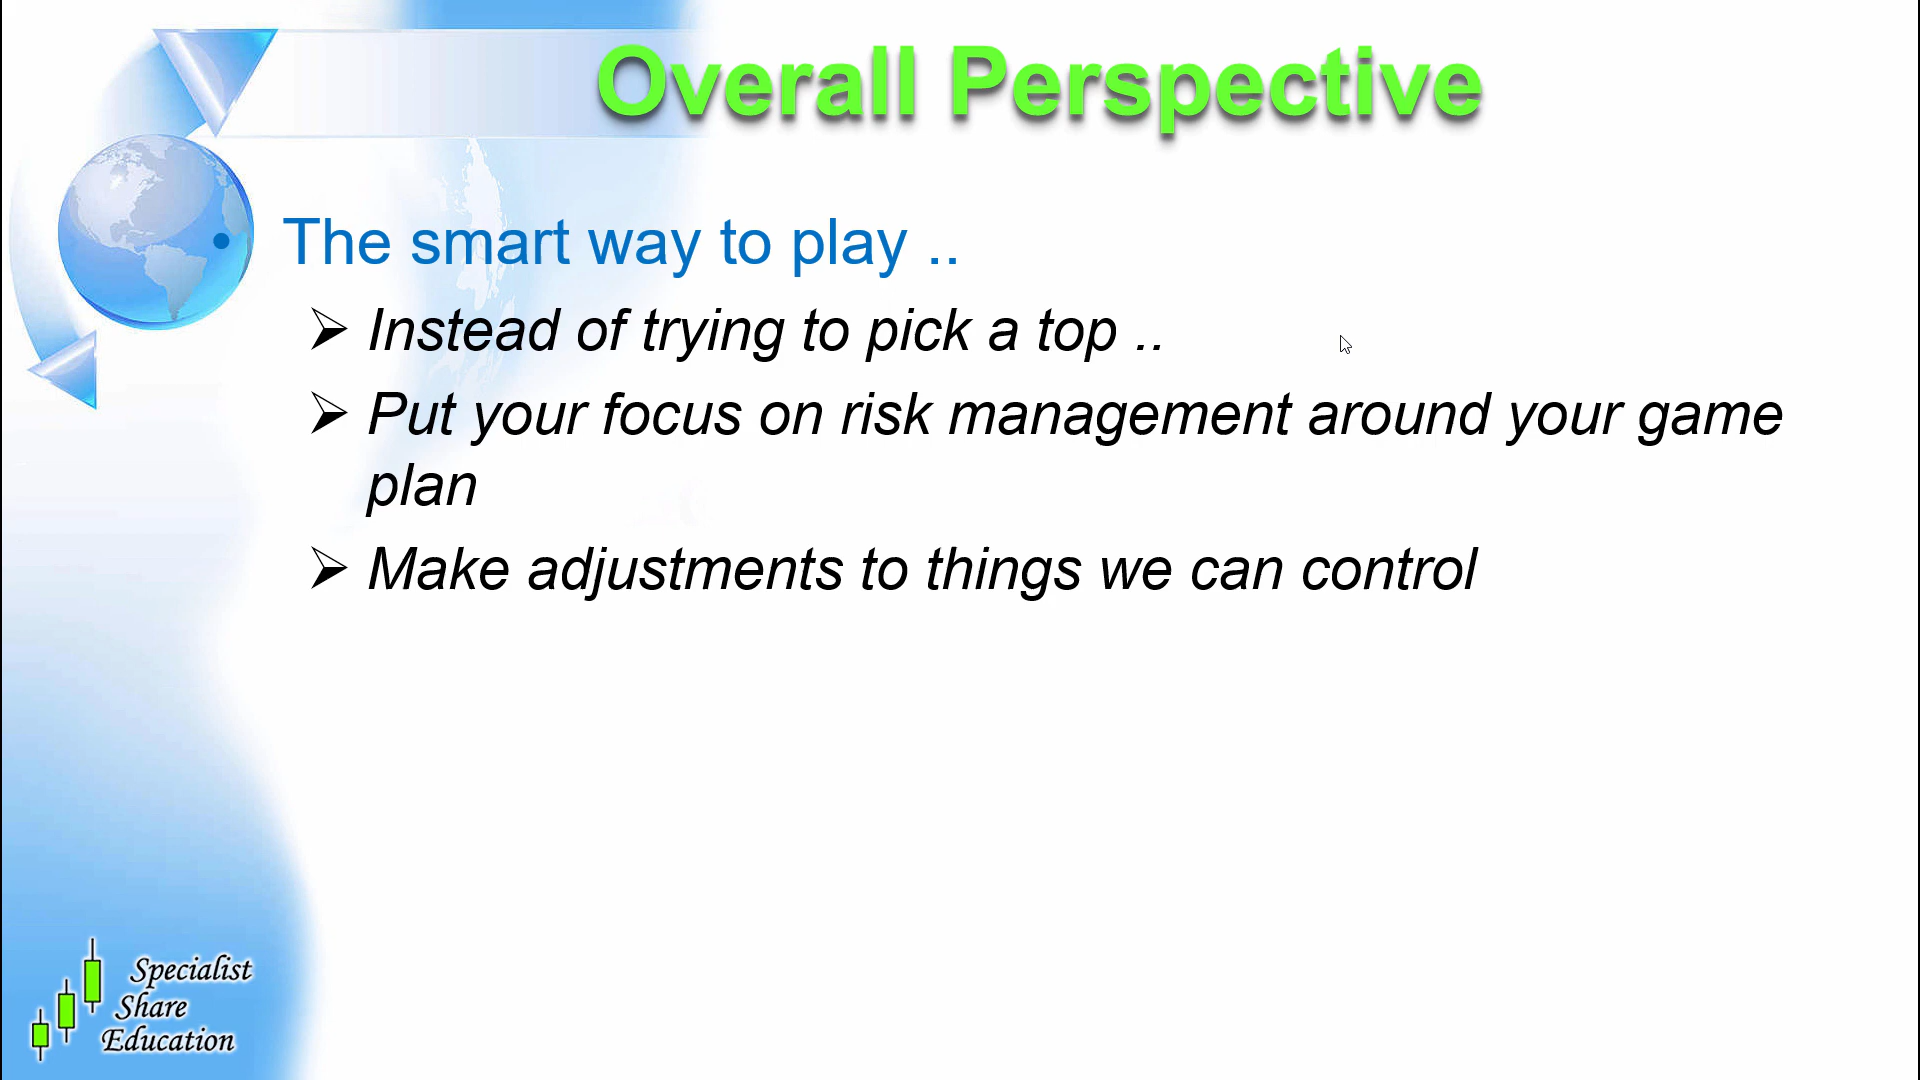 Overall Perspective
• The smart way to play ..
➢ Instead of trying to pick a top ..
➢ Put your focus on risk management around your game
plan
➢ Make adjustments to things we can control
Specialist
Share
Education